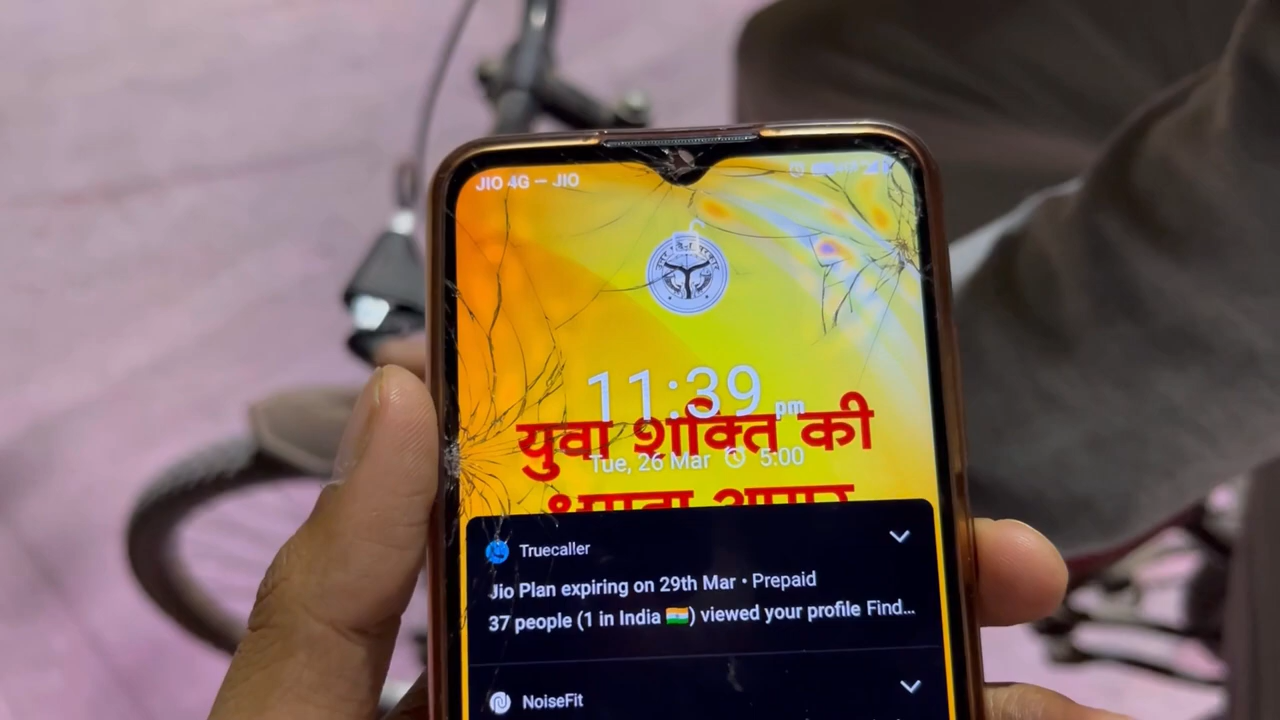 JIO 4G — JIO
11:39 pm
युवा शक्ति की
Tue, 26 Mar 5:00
Truecaller
Jio Plan expiring on 29th Mar • Prepaid
37 people (1 in India 🇮🇳) viewed your profile Find...
NoiseFit